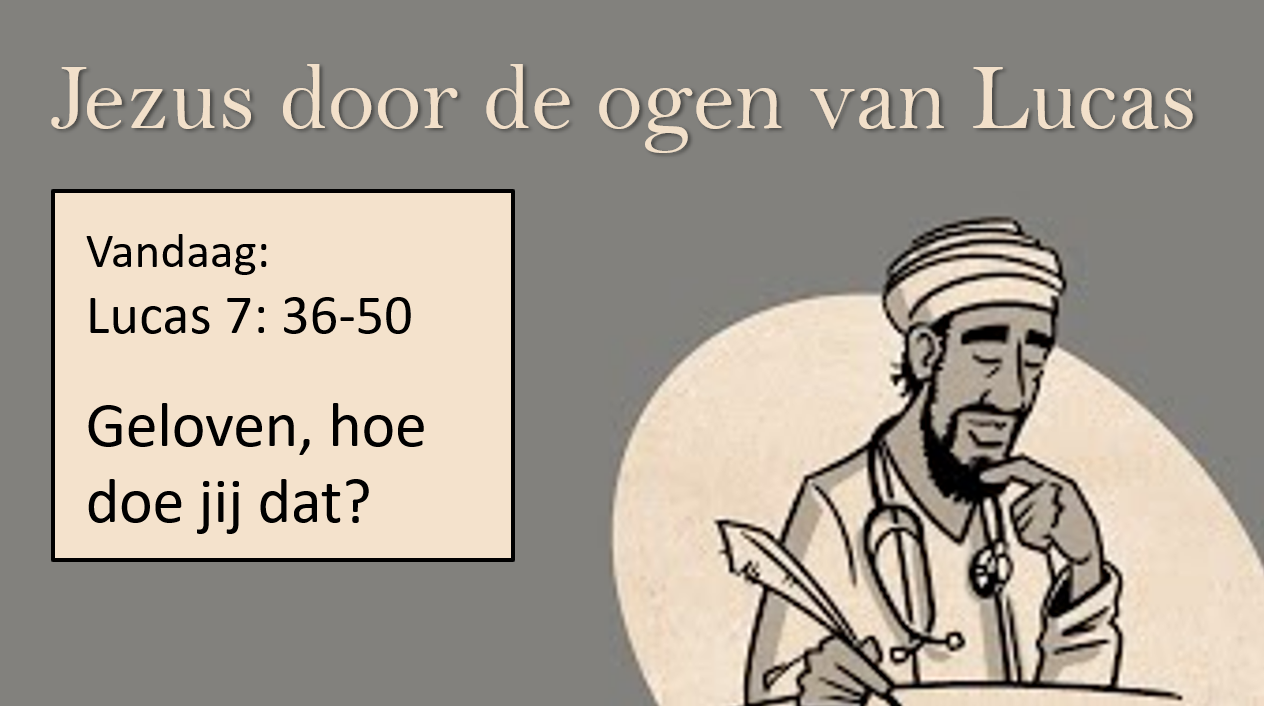 Jezus door de ogen van Lucas
Vandaag:
Lucas 7: 36-50
Geloven, hoe
doe jij dat?